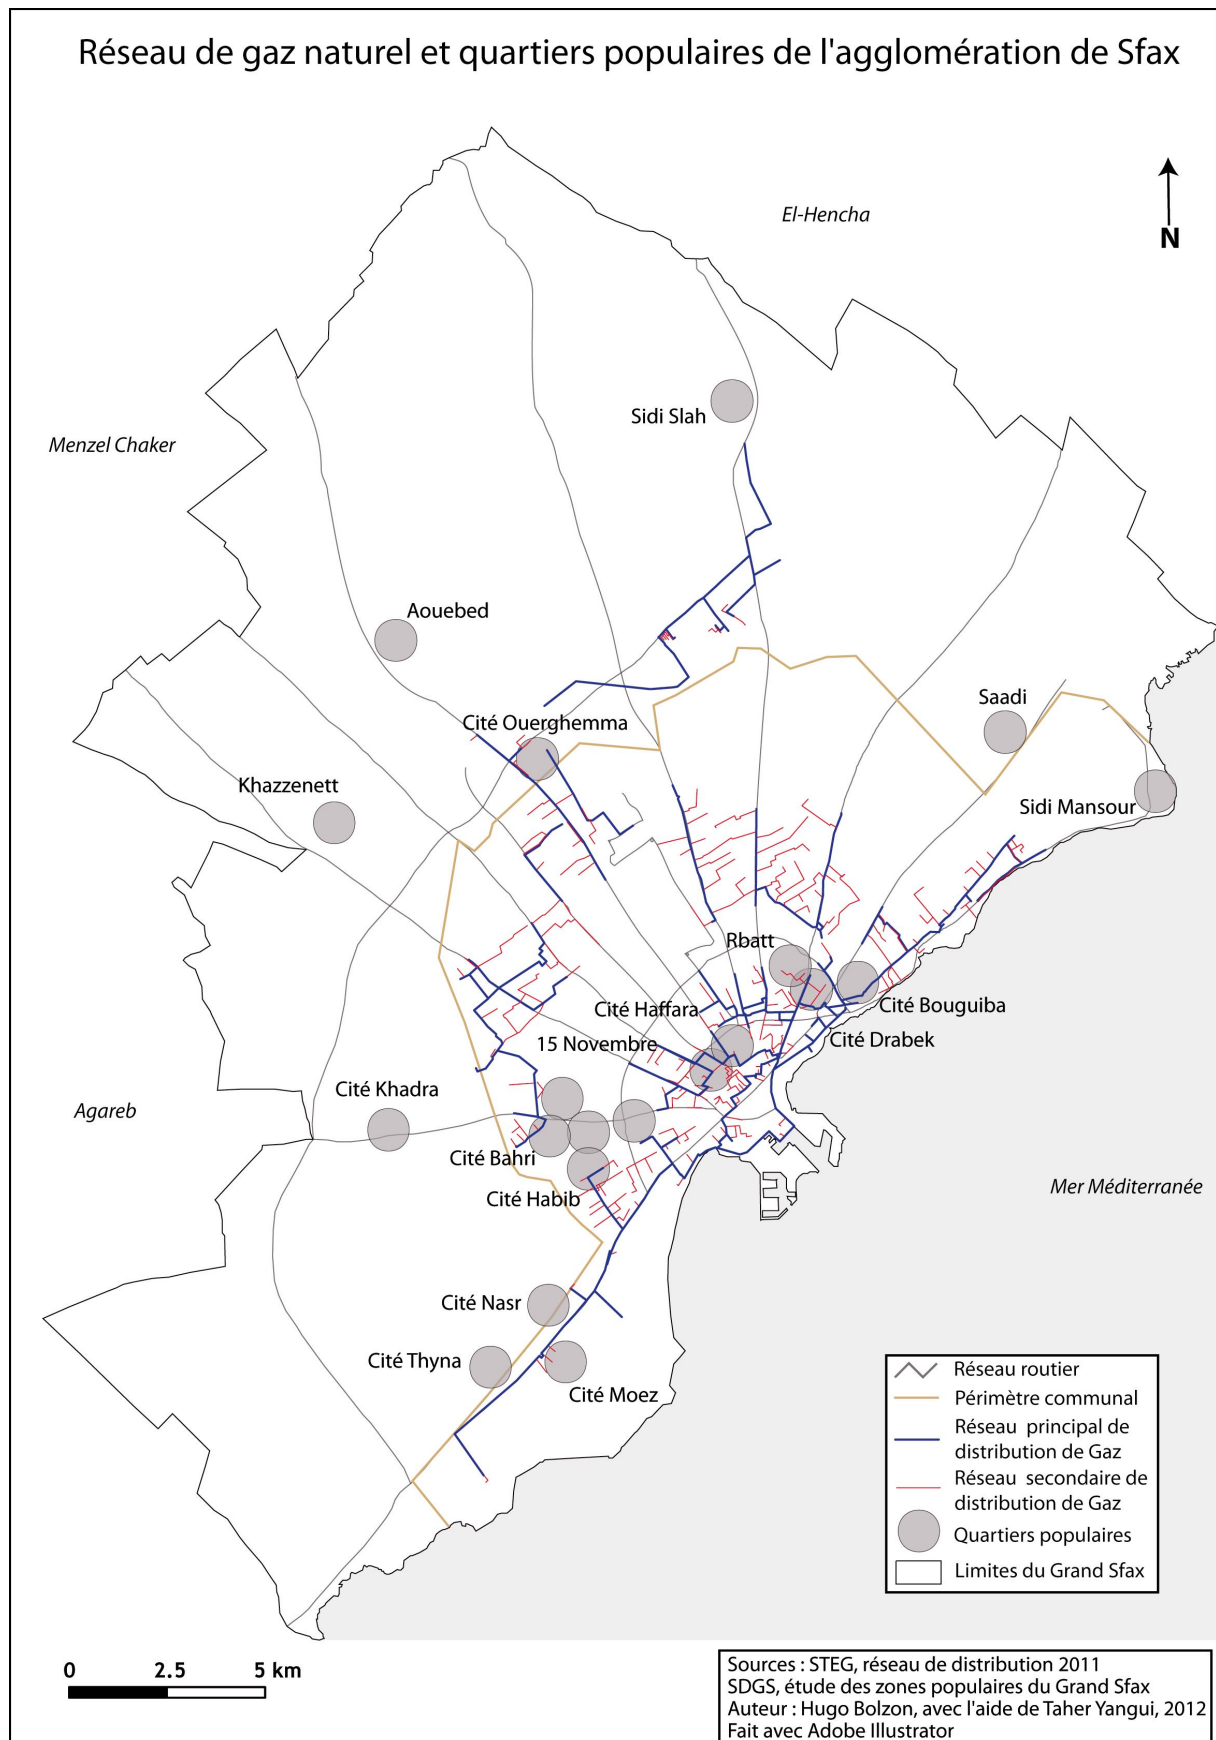 Réseau de gaz naturel et quartiers populaires de l'agglomération de Sfax
El-Hencha
N
Sidi Slah
Menzel Chaker
Aouebed
Saadi
Cité Ouerghemma
Khazzenett
Sidi Mansour
Rbatt
Cité Haffara
Cité Bouguiba
15 Novembre
Cité Drabek
Cité Khadra
Agareb
Cité Bahri
Cité Habib
Mer Méditerranée
Cité Nasr
Cité Thyna
Cité Moez
Réseau routier
Périmètre communal
Réseau principal de
distribution de Gaz
Réseau secondaire de
distribution de Gaz
Quartiers populaires
Limites du Grand Sfax
0 2.5 5 km
Sources : STEG, réseau de distribution 2011
SDGS, étude des zones populaires du Grand Sfax
Auteur : Hugo Bolzon, avec l'aide de Taher Yangui, 2012
Fait avec Adobe Illustrator